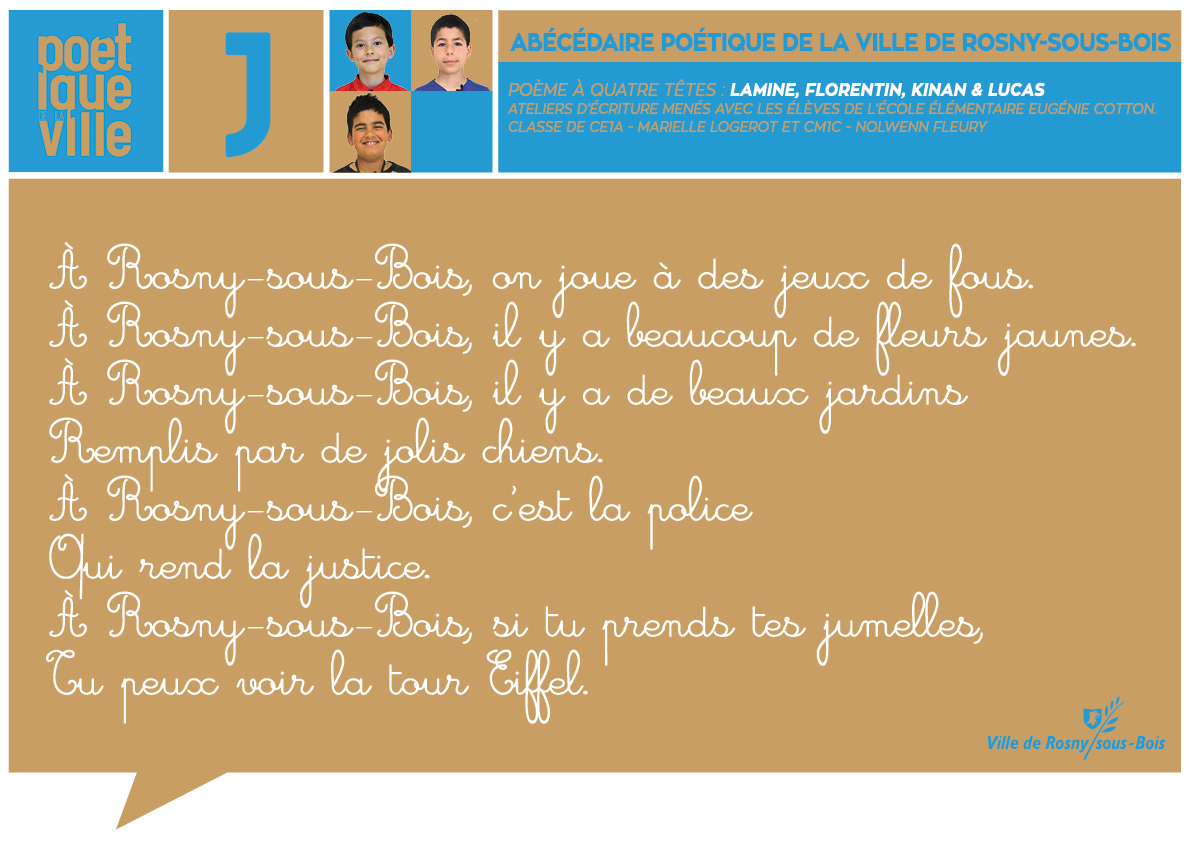 poet
ique
DE LA
ville
J
ABÉCÉDAIRE POÉTIQUE DE LA VILLE DE ROSNY-SOUS-BOIS
POÈME À QUATRE TÊTES : LAMINE, FLORENTIN, KINAN & LUCAS
ATELIERS D'ÉCRITURE MENÉS AVEC LES ÉLÈVES DE L'ÉCOLE ÉLÉMENTAIRE EUGÉNIE COTTON.
CLASSE DE CE1A - MARIELLE LOGEROT ET CM1C - NOLWENN FLEURY
À Rosny-sous-Bois, on joue à des jeux de fous.
À Rosny-sous-Bois, il y a beaucoup de fleurs jaunes.
À Rosny-sous-Bois, il y a de beaux jardins
Remplis par de jolis chiens.
À Rosny-sous-Bois, c'est la police
Qui rend la justice.
À Rosny-sous-Bois, si tu prends tes jumelles,
Tu peux voir la tour Eiffel.
Ville de Rosny/sous-Bois